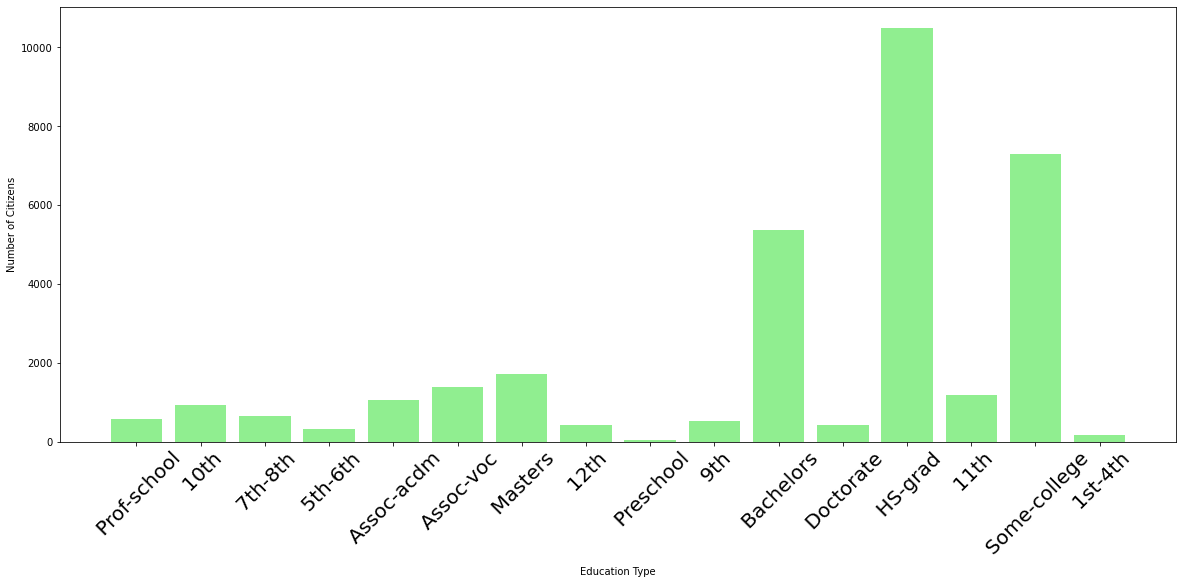 10000
8000
6000
4000
2000
0
Number of Citizens
Prof-school
10th
7th-8th
5th-6th
Assoc-acdm
Assoc-voc
Masters
12th
Preschool
9th
Bachelors
Doctorate
HS-grad
11th
Some-college
1st-4th
Education Type